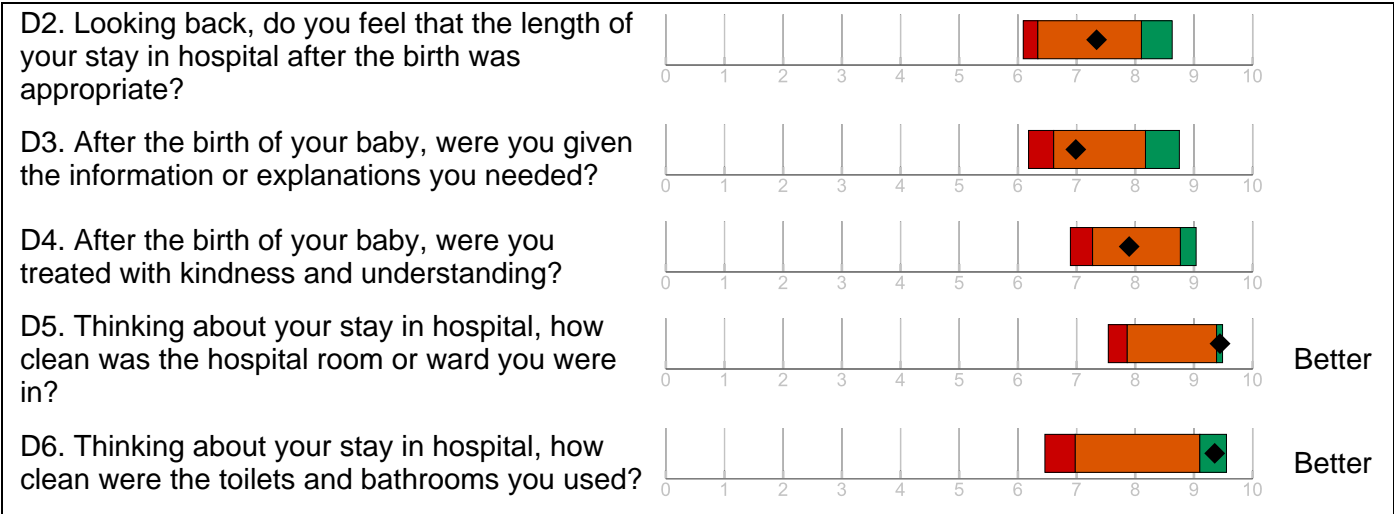 D2. Looking back, do you feel that the length of
your stay in hospital after the birth was
appropriate?
0 1 2 3 4 5 6 7 8 9 10
D3. After the birth of your baby, were you given
the information or explanations you needed?
0 1 2 3 4 5 6 7 8 9 10
D4. After the birth of your baby, were you
treated with kindness and understanding?
0 1 2 3 4 5 6 7 8 9 10
D5. Thinking about your stay in hospital, how
clean was the hospital room or ward you were
in?
0 1 2 3 4 5 6 7 8 9 10
Better
D6. Thinking about your stay in hospital, how
clean were the toilets and bathrooms you used?
0 1 2 3 4 5 6 7 8 9 10
Better